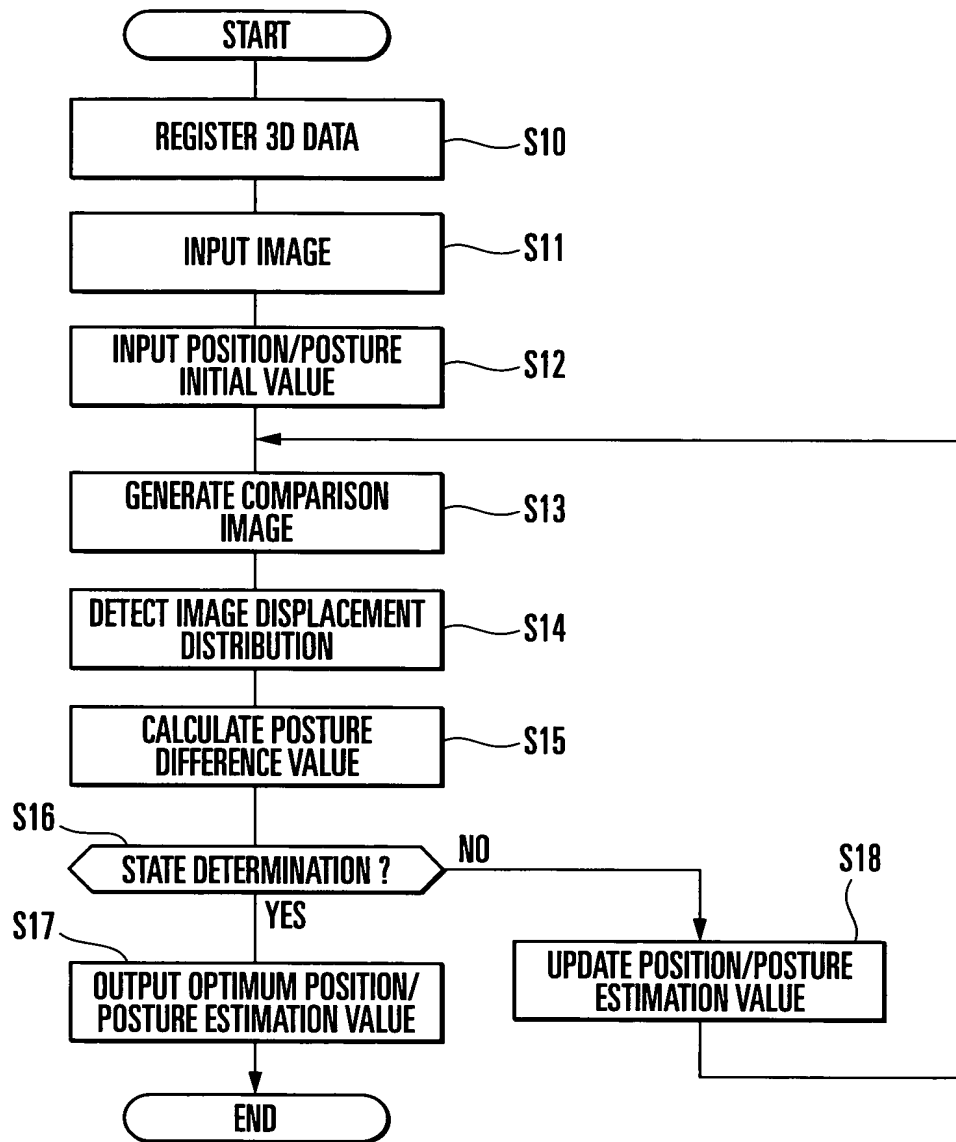 START
REGISTER 3D DATA
S10
INPUT IMAGE
S11
INPUT POSITION/POSTURE
INITIAL VALUE
S12
GENERATE COMPARISON
IMAGE
S13
DETECT IMAGE DISPLACEMENT
DISTRIBUTION
S14
CALCULATE POSTURE
DIFFERENCE VALUE
S15
S16
STATE DETERMINATION ?
NO
YES
S17
OUTPUT OPTIMUM POSITION/
POSTURE ESTIMATION VALUE
S18
UPDATE POSITION/POSTURE
ESTIMATION VALUE
END